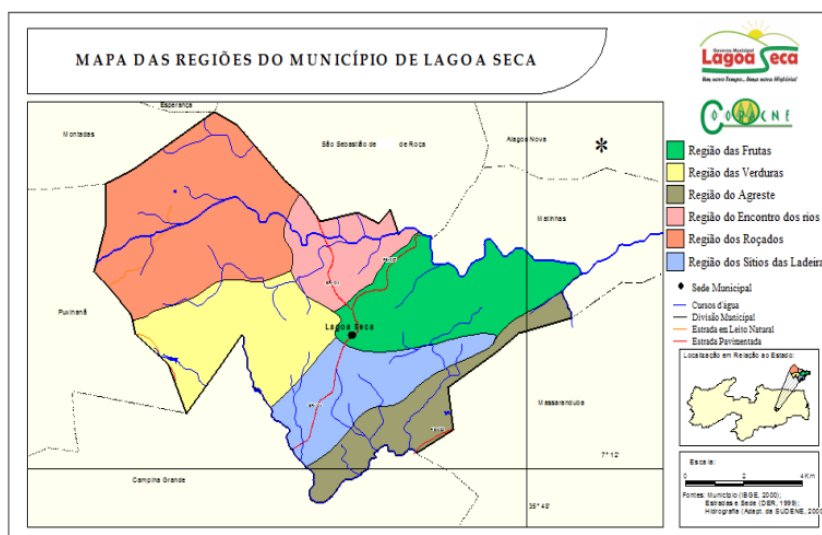 MAPA DAS REGIÕES DO MUNICÍPIO DE LAGOA SECA
Governo Municipal
Lagoa Seca
COOPACNE
Esperança
Montadas
São Sebastião de
de Roça
Alagoa Nova
Matinhas
Puxinanã
Lagoa Seca
Massaranduba
Campina Grande
7° 12'
35° 48'
Região das Frutas
Região das Verduras
Região do Agreste
Região do Encontro dos rios
Região dos Roçados
Região dos Sítios das Ladeira
Sede Municipal
Cursos d'água
Divisão Municipal
Estrada em Leito Natural
Estrada Pavimentada
Localização em Relação ao Estado:
Escala:
0 2 4 Km
Fontes: Município (IBGE, 2000);
Estradas e Sede (DER, 1999);
Hidrografia (Adapt. da SUDENE, 200